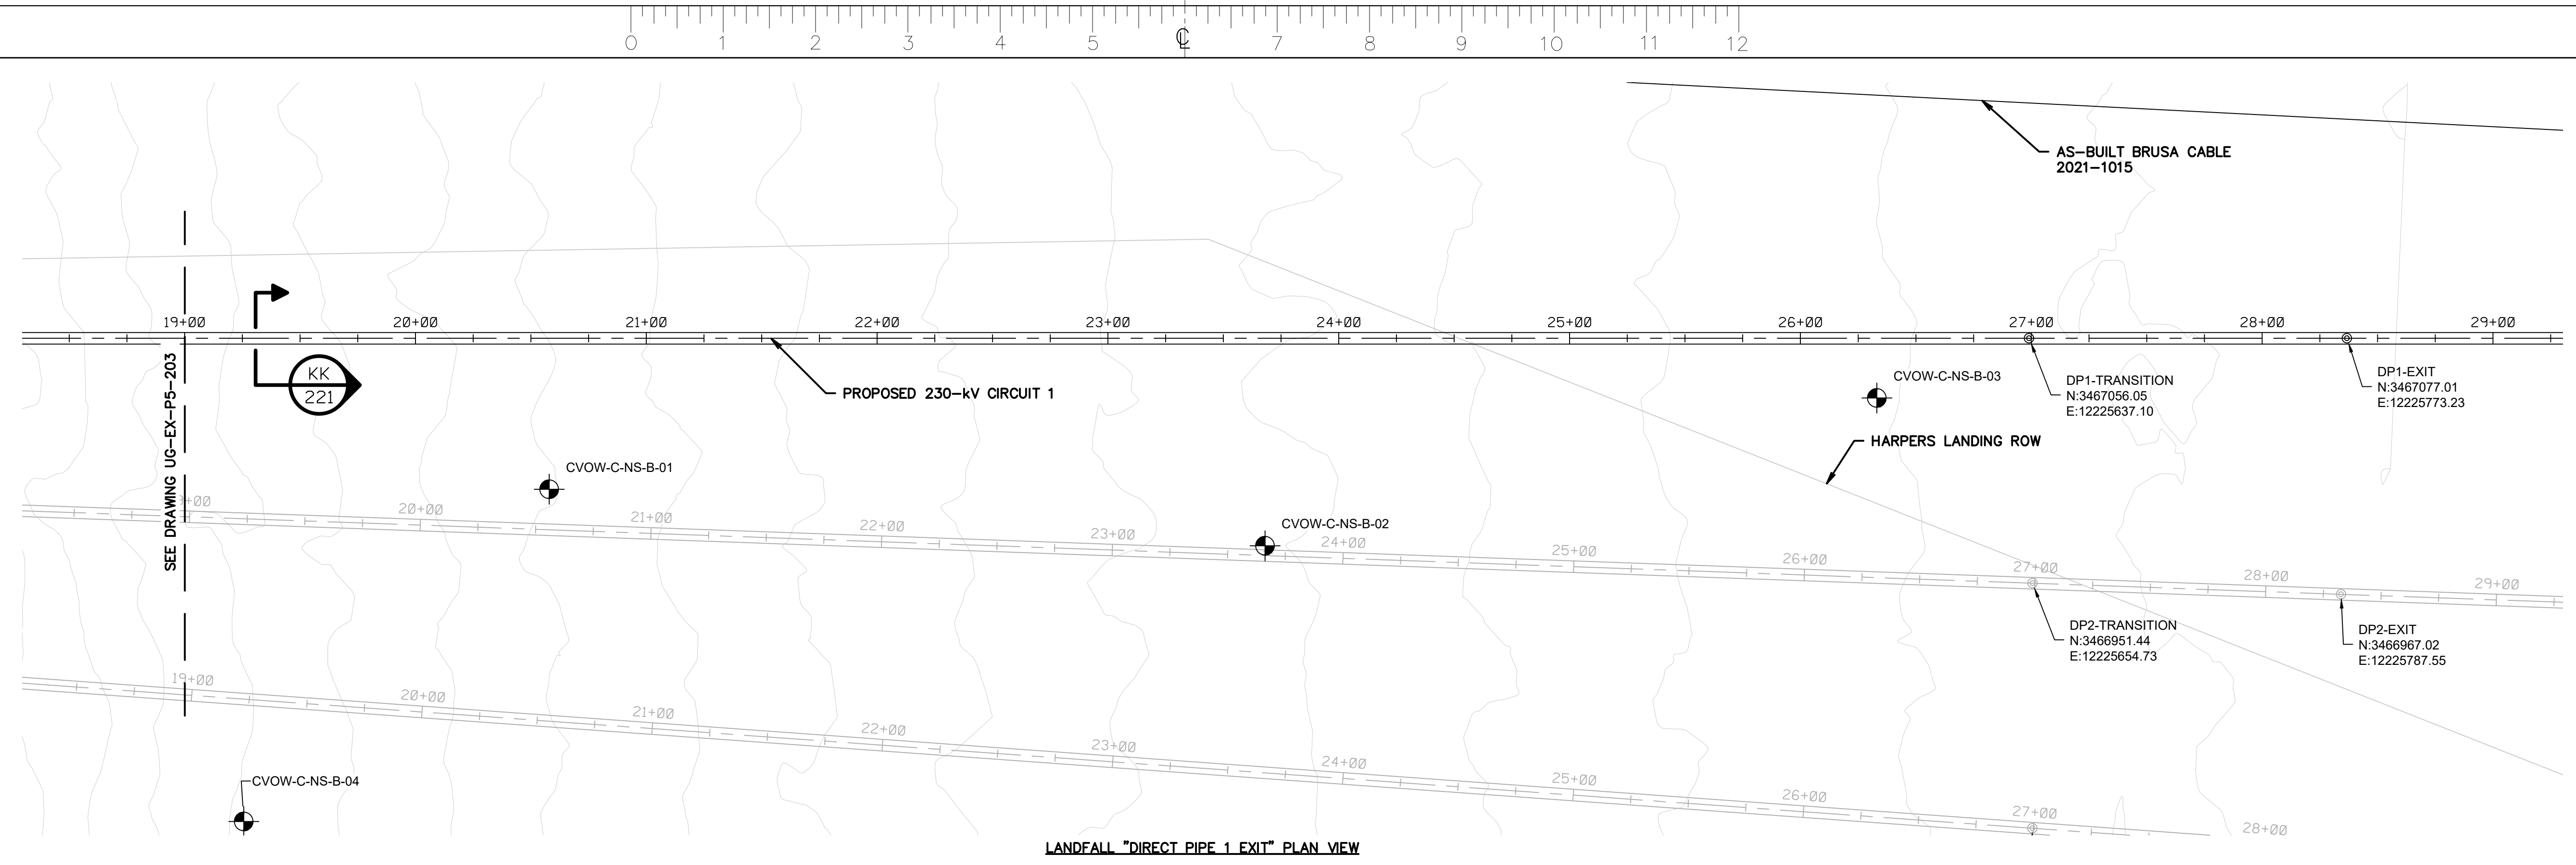 0 1 2 3 4 5 ℄ 7 8 9 10 11 12
AS-BUILT BRUSA CABLE
2021-1015
19+00 20+00 21+00 22+00 23+00 24+00 25+00 26+00 27+00 28+00 29+00
SEE DRAWING UG-EX-P5-203
KK
221
PROPOSED 230-kV CIRCUIT 1
CVOW-C-NS-B-03
DP1-TRANSITION
N:3467056.05
E:12225637.10
DP1-EXIT
N:3467077.01
E:12225773.23
HARPERS LANDING ROW
CVOW-C-NS-B-01
CVOW-C-NS-B-02
+00 20+00 21+00 22+00 23+00 24+00 25+00 26+00 27+00 28+00 29+00
DP2-TRANSITION
N:3466951.44
E:12225654.73
DP2-EXIT
N:3466967.02
E:12225787.55
19+00 20+00 21+00 22+00 23+00 24+00 25+00 26+00 27+00 28+00
CVOW-C-NS-B-04
LANDFALL "DIRECT PIPE 1 EXIT" PLAN VIEW